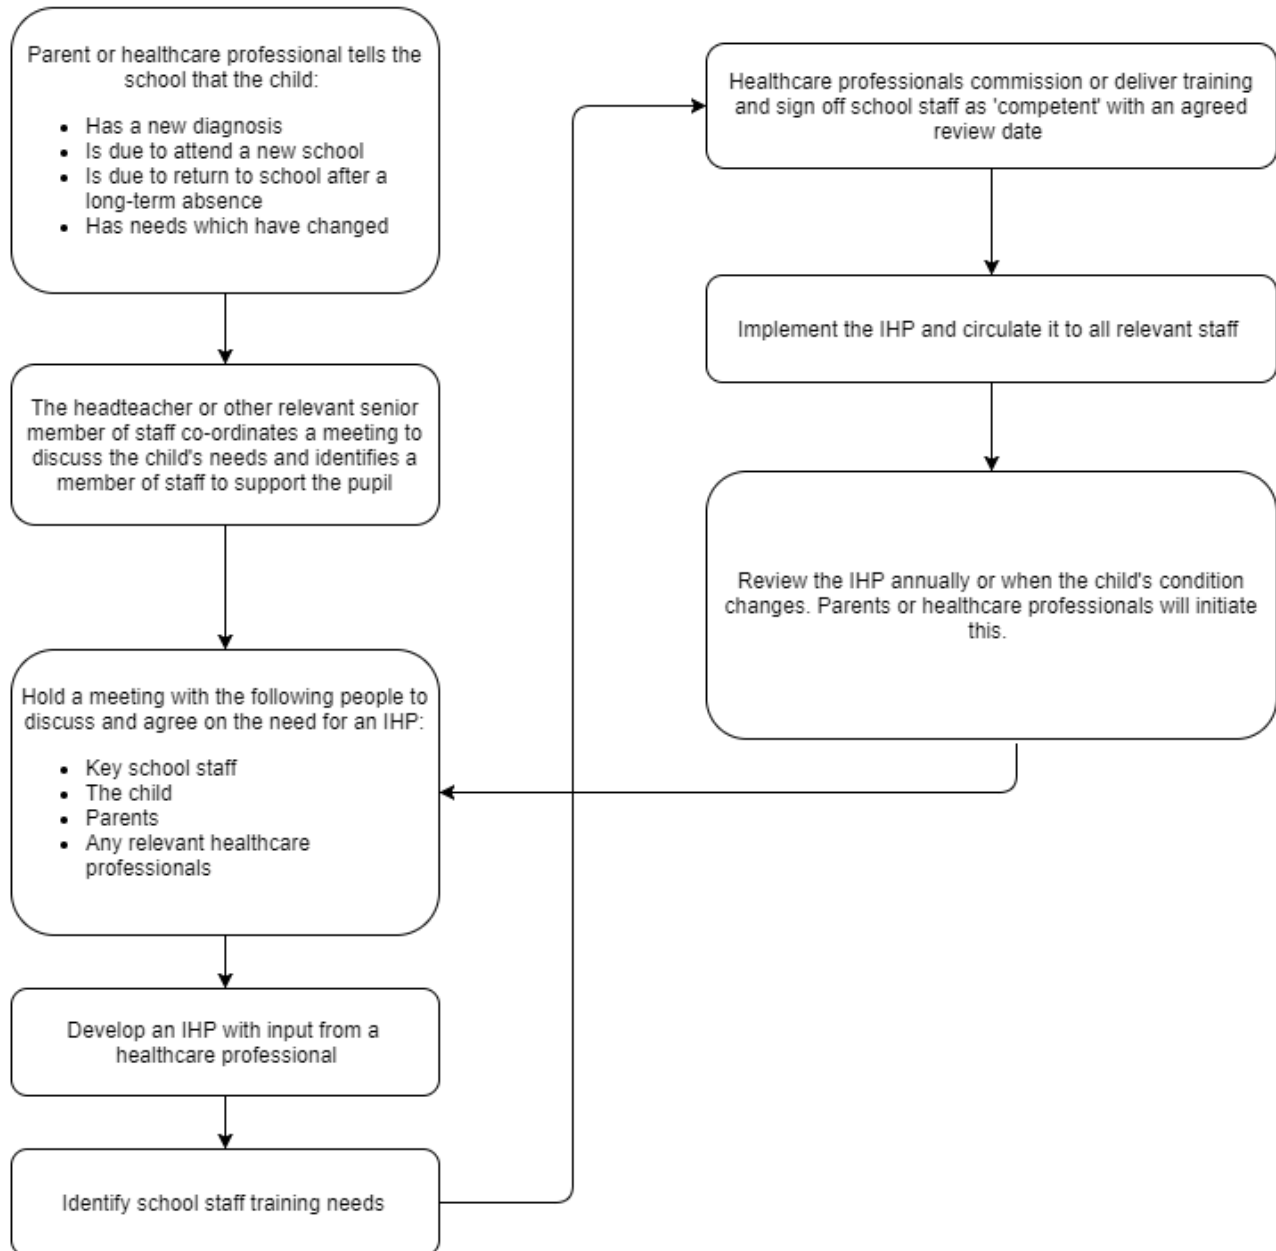 Parent or healthcare professional tells the
school that the child:
• Has a new diagnosis
• Is due to attend a new school
• Is due to return to school after a
long-term absence
• Has needs which have changed
The headteacher or other relevant senior
member of staff co-ordinates a meeting to
discuss the child's needs and identifies a
member of staff to support the pupil
Hold a meeting with the following people to
discuss and agree on the need for an IHP:
• Key school staff
• The child
• Parents
• Any relevant healthcare
professionals
Develop an IHP with input from a
healthcare professional
Identify school staff training needs
Healthcare professionals commission or deliver training
and sign off school staff as 'competent' with an agreed
review date
Implement the IHP and circulate it to all relevant staff
Review the IHP annually or when the child's condition
changes. Parents or healthcare professionals will initiate
this.